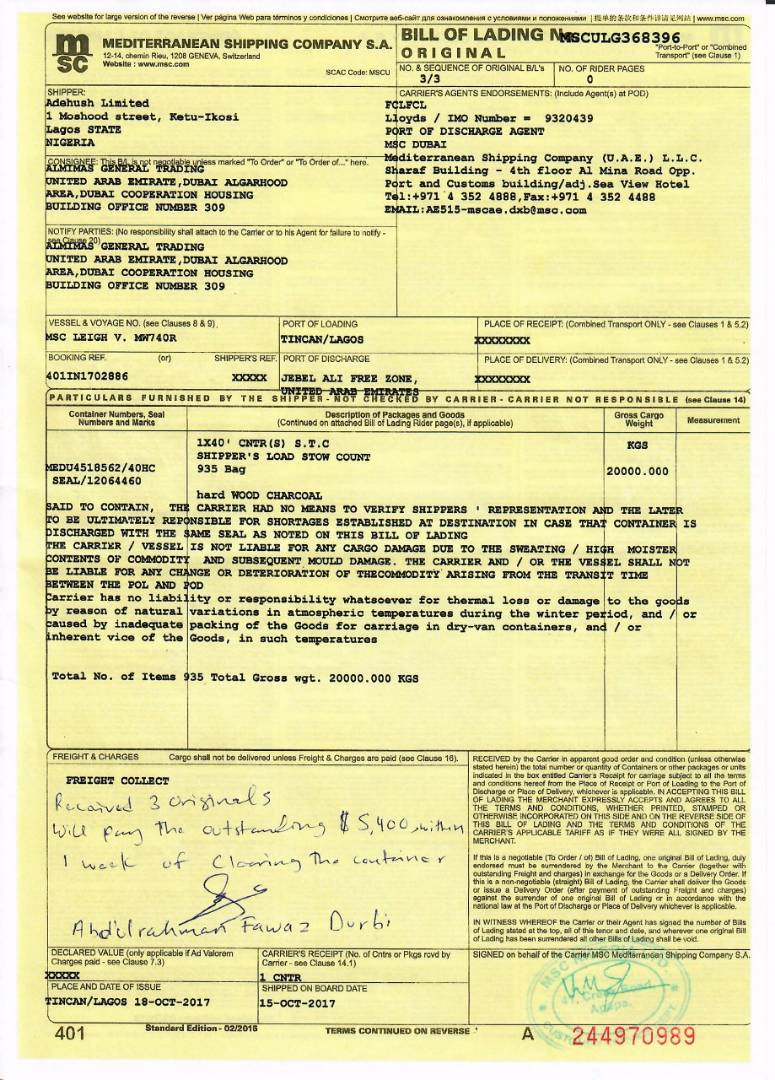 See website for large version of the reverse | Ver página Web para términos y condiciones | Смотрите веб-сайт для ознакомления с условиями и положениями | 提单的条款和条件详情见网站 | www.msc.com
MSC
MEDITERRANEAN SHIPPING COMPANY S.A.
12-14, chemin Rieu, 1208 GENEVA, Switzerland
Website : www.msc.com
SCAC Code: MSCU
BILL OF LADING No. MSCULG368396
ORIGINAL
"Port-to-Port" or "Combined
Transport" (see Clause 1)
NO. & SEQUENCE OF ORIGINAL B/L's
3/3
NO. OF RIDER PAGES
0
SHIPPER:
Adehush Limited
1 Moshood street, Ketu-Ikosi
Lagos STATE
NIGERIA
CARRIER'S AGENTS ENDORSEMENTS: (Include Agent(s) at POD)
FCLFCL
Lloyds / IMO Number = 9320439
PORT OF DISCHARGE AGENT
MSC DUBAI
Mediterranean Shipping Company (U.A.E.) L.L.C.
Sharaf Building - 4th floor Al Mina Road Opp.
Port and Customs building/adj.Sea View Hotel
Tel:+971 4 352 4888,Fax:+971 4 352 4488
EMAIL:AE515-mscae.dxb@msc.com
CONSIGNEE: This B/L is not negotiable unless marked "To Order" or "To Order of..." here.
ALMIMAS GENERAL TRADING
UNITED ARAB EMIRATE,DUBAI ALGARHOOD
AREA,DUBAI COOPERATION HOUSING
BUILDING OFFICE NUMBER 309
NOTIFY PARTIES: (No responsibility shall attach to the Carrier or to his Agent for failure to notify -
see Clause 20)
ALMIMAS GENERAL TRADING
UNITED ARAB EMIRATE,DUBAI ALGARHOOD
AREA,DUBAI COOPERATION HOUSING
BUILDING OFFICE NUMBER 309
VESSEL & VOYAGE NO. (see Clauses 8 & 9)
MSC LEIGH V. MW740R
PORT OF LOADING
TINCAN/LAGOS
PLACE OF RECEIPT: (Combined Transport ONLY - see Clauses 1 & 5.2)
XXXXXXXX
BOOKING REF. (or) SHIPPER'S REF.
401IN1702886 XXXXX
PORT OF DISCHARGE
JEBEL ALI FREE ZONE,
UNITED ARAB EMIRATES
PLACE OF DELIVERY: (Combined Transport ONLY - see Clauses 1 & 5.2)
XXXXXXXX
PARTICULARS FURNISHED BY THE SHIPPER - NOT CHECKED BY CARRIER - CARRIER NOT RESPONSIBLE (see Clause 14)
Container Numbers, Seal
Numbers and Marks
Description of Packages and Goods
(Continued on attached Bill of Lading Rider page(s), if applicable)
Gross Cargo
Weight
Measurement
1X40' CNTR(S) S.T.C
SHIPPER'S LOAD STOW COUNT
KGS
MEDU4518562/40HC 935 Bag 20000.000
SEAL/12064460
hard WOOD CHARCOAL
SAID TO CONTAIN, THE CARRIER HAD NO MEANS TO VERIFY SHIPPERS ' REPRESENTATION AND THE LATER
TO BE ULTIMATELY REPONSIBLE FOR SHORTAGES ESTABLISHED AT DESTINATION IN CASE THAT CONTAINER IS
DISCHARGED WITH THE SAME SEAL AS NOTED ON THIS BILL OF LADING
THE CARRIER / VESSEL IS NOT LIABLE FOR ANY CARGO DAMAGE DUE TO THE SWEATING / HIGH MOISTER
CONTENTS OF COMMODITY AND SUBSEQUENT MOULD DAMAGE. THE CARRIER AND / OR THE VESSEL SHALL NOT
BE LIABLE FOR ANY CHANGE OR DETERIORATION OF THECOMMODITY ARISING FROM THE TRANSIT TIME
BETWEEN THE POL AND POD
Carrier has no liability or responsibility whatsoever for thermal loss or damage to the goods
by reason of natural variations in atmospheric temperatures during the winter period, and / or
caused by inadequate packing of the Goods for carriage in dry-van containers, and / or
inherent vice of the Goods, in such temperatures
Total No. of Items 935 Total Gross wgt. 20000.000 KGS
FREIGHT & CHARGES Cargo shall not be delivered unless Freight & Charges are paid (see Clause 16).
FREIGHT COLLECT
Received 3 originals
Will pay the outstanding $ 5,400 within
1 week of Clearing the container
Abdulrahman Fawaz Durbi
RECEIVED by the Carrier in apparent good order and condition (unless otherwise
stated herein) the total number or quantity of Containers or other packages or units
indicated in the box entitled Carrier's Receipt for carriage subject to all the terms
and conditions hereof from the Place of Receipt or Port of Loading to the Port of
Discharge or Place of Delivery, whichever is applicable. IN ACCEPTING THIS BILL
OF LADING THE MERCHANT EXPRESSLY ACCEPTS AND AGREES TO ALL
THE TERMS AND CONDITIONS, WHETHER PRINTED, STAMPED OR
OTHERWISE INCORPORATED ON THIS SIDE AND ON THE REVERSE SIDE OF
THIS BILL OF LADING AND THE TERMS AND CONDITIONS OF THE
CARRIER'S APPLICABLE TARIFF AS IF THEY WERE ALL SIGNED BY THE
MERCHANT.
If this is a negotiable (To Order / of) Bill of Lading, one original Bill of Lading, duly
endorsed must be surrendered by the Merchant to the Carrier (together with
outstanding Freight and charges) in exchange for the Goods or a Delivery Order. If
this is a non-negotiable (straight) Bill of Lading, the Carrier shall deliver the Goods
or issue a Delivery Order (after payment of outstanding Freight and charges)
against the surrender of one original Bill of Lading or in accordance with the
national law at the Port of Discharge or Place of Delivery whichever is applicable.
IN WITNESS WHEREOF the Carrier or their Agent has signed the number of Bills
of Lading stated at the top, all of this tenor and date, and wherever one original Bill
of Lading has been surrendered all other Bills of Lading shall be void.
DECLARED VALUE (only applicable if Ad Valorem
Charges paid - see Clause 7.3)
XXXXX
CARRIER'S RECEIPT (No. of Cntrs or Pkgs rcvd by
Carrier - see Clause 14.1)
1 CNTR
SIGNED on behalf of the Carrier MSC Mediterranean Shipping Company S.A.
PLACE AND DATE OF ISSUE
TINCAN/LAGOS 18-OCT-2017
SHIPPED ON BOARD DATE
15-OCT-2017
MSC
Creek Road
Apapa.
401
Standard Edition - 02/2015
TERMS CONTINUED ON REVERSE
A 244970989